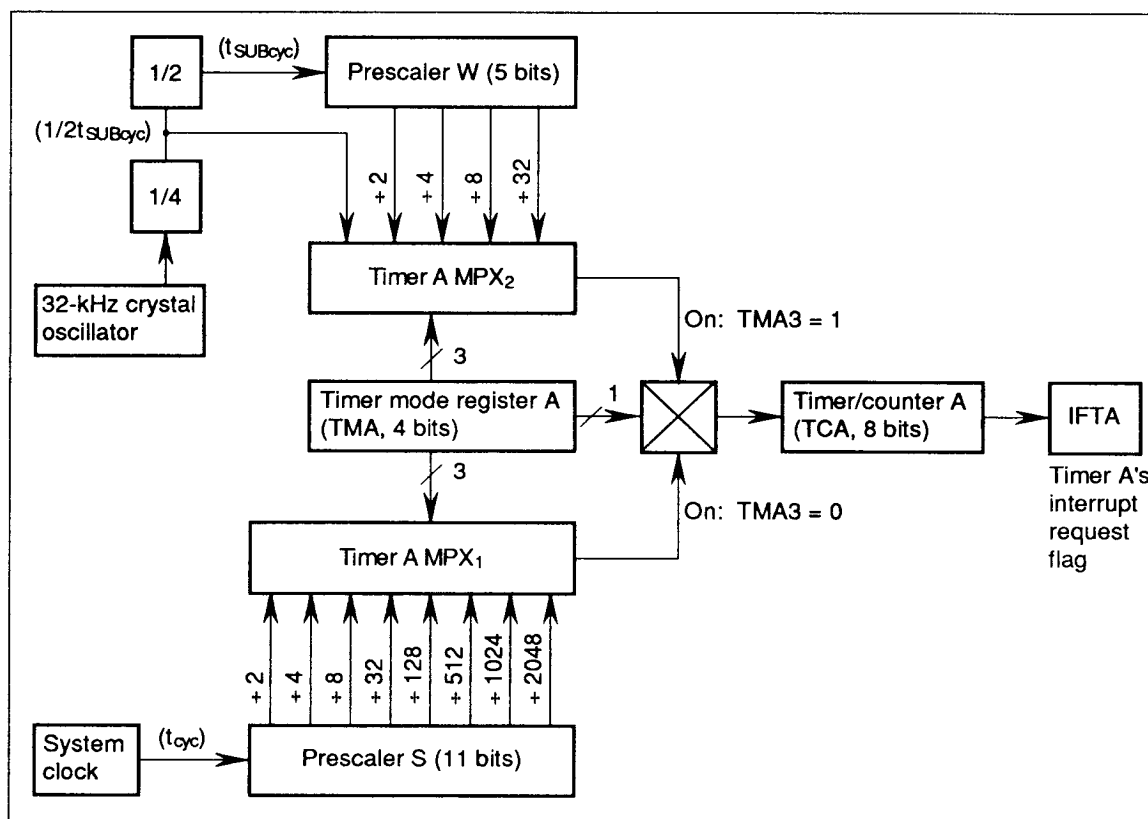 1/2
(tSUBcyc)
Prescaler W (5 bits)
(1/2tSUBcyc)
1/4
÷ 2
÷ 4
÷ 8
÷ 32
32-kHz crystal
oscillator
Timer A MPX2
On: TMA3 = 1
3
Timer mode register A
(TMA, 4 bits)
1
Timer/counter A
(TCA, 8 bits)
IFTA
Timer A's
interrupt
request
flag
3
On: TMA3 = 0
Timer A MPX1
÷ 2
÷ 4
÷ 8
÷ 32
÷ 128
÷ 512
÷ 1024
÷ 2048
System
clock
(tcyc)
Prescaler S (11 bits)